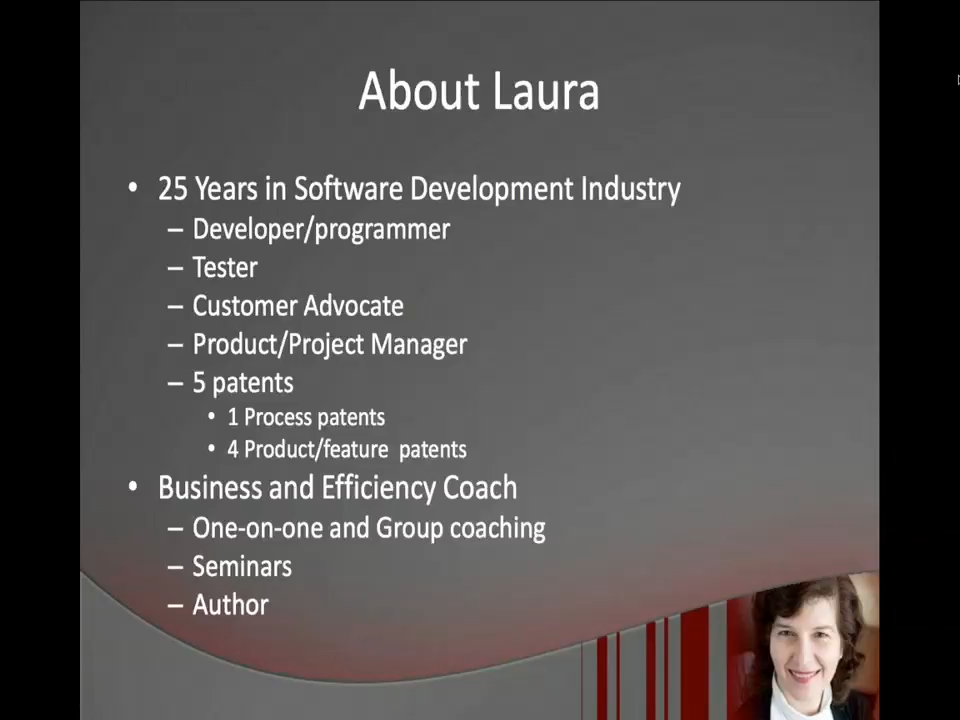 About Laura
• 25 Years in Software Development Industry
– Developer/programmer
– Tester
– Customer Advocate
– Product/Project Manager
– 5 patents
• 1 Process patents
• 4 Product/feature patents
• Business and Efficiency Coach
– One-on-one and Group coaching
– Seminars
– Author